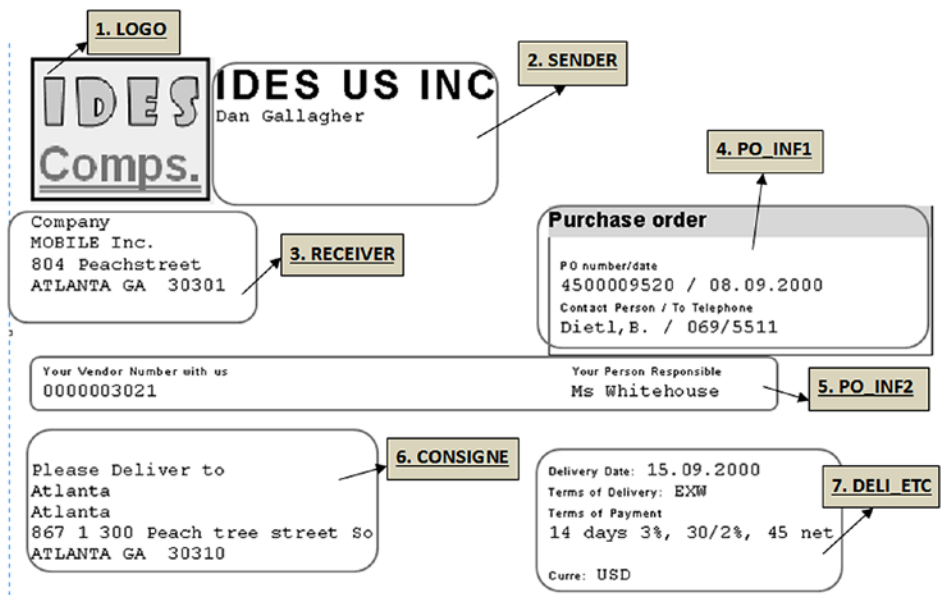 1. LOGO
IDES
Comps.
2. SENDER
IDES US INC
Dan Gallagher
3. RECEIVER
Company
MOBILE Inc.
804 Peachstreet
ATLANTA GA  30301
4. PO_INF1
Purchase order
PO number/date
4500009520 / 08.09.2000
Contact Person / To Telephone
Dietl,B. / 069/5511
5. PO_INF2
Your Vendor Number with us
0000003021
Your Person Responsible
Ms Whitehouse
6. CONSIGNE
Please Deliver to
Atlanta
Atlanta
867 1 300 Peach tree street So
ATLANTA GA  30310
7. DELI_ETC
Delivery Date: 15.09.2000
Terms of Delivery: EXW
Terms of Payment
14 days 3%, 30/2%, 45 net
Curre: USD